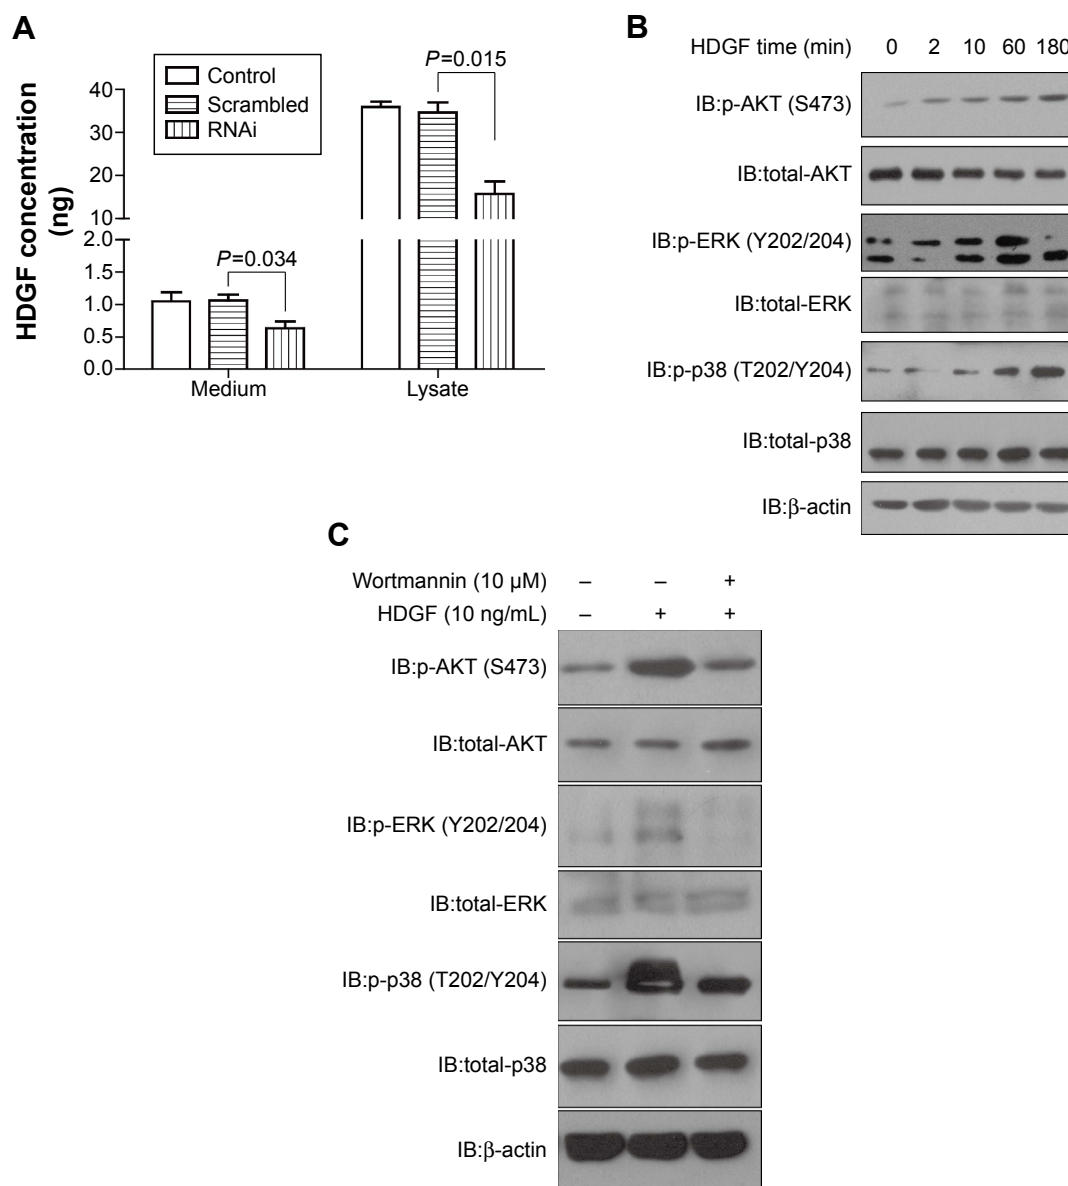 A
HDGF concentration
(ng)
Control
Scrambled
RNAi
P=0.015
40
30
20
10
2.0
1.5
1.0
0.5
0.0
P=0.034
Medium Lysate
B
HDGF time (min) 0 2 10 60 180
IB:p-AKT (S473)
IB:total-AKT
IB:p-ERK (Y202/204)
IB:total-ERK
IB:p-p38 (T202/Y204)
IB:total-p38
IB:β-actin
C
Wortmannin (10 µM) – – +
HDGF (10 ng/mL) – + +
IB:p-AKT (S473)
IB:total-AKT
IB:p-ERK (Y202/204)
IB:total-ERK
IB:p-p38 (T202/Y204)
IB:total-p38
IB:β-actin